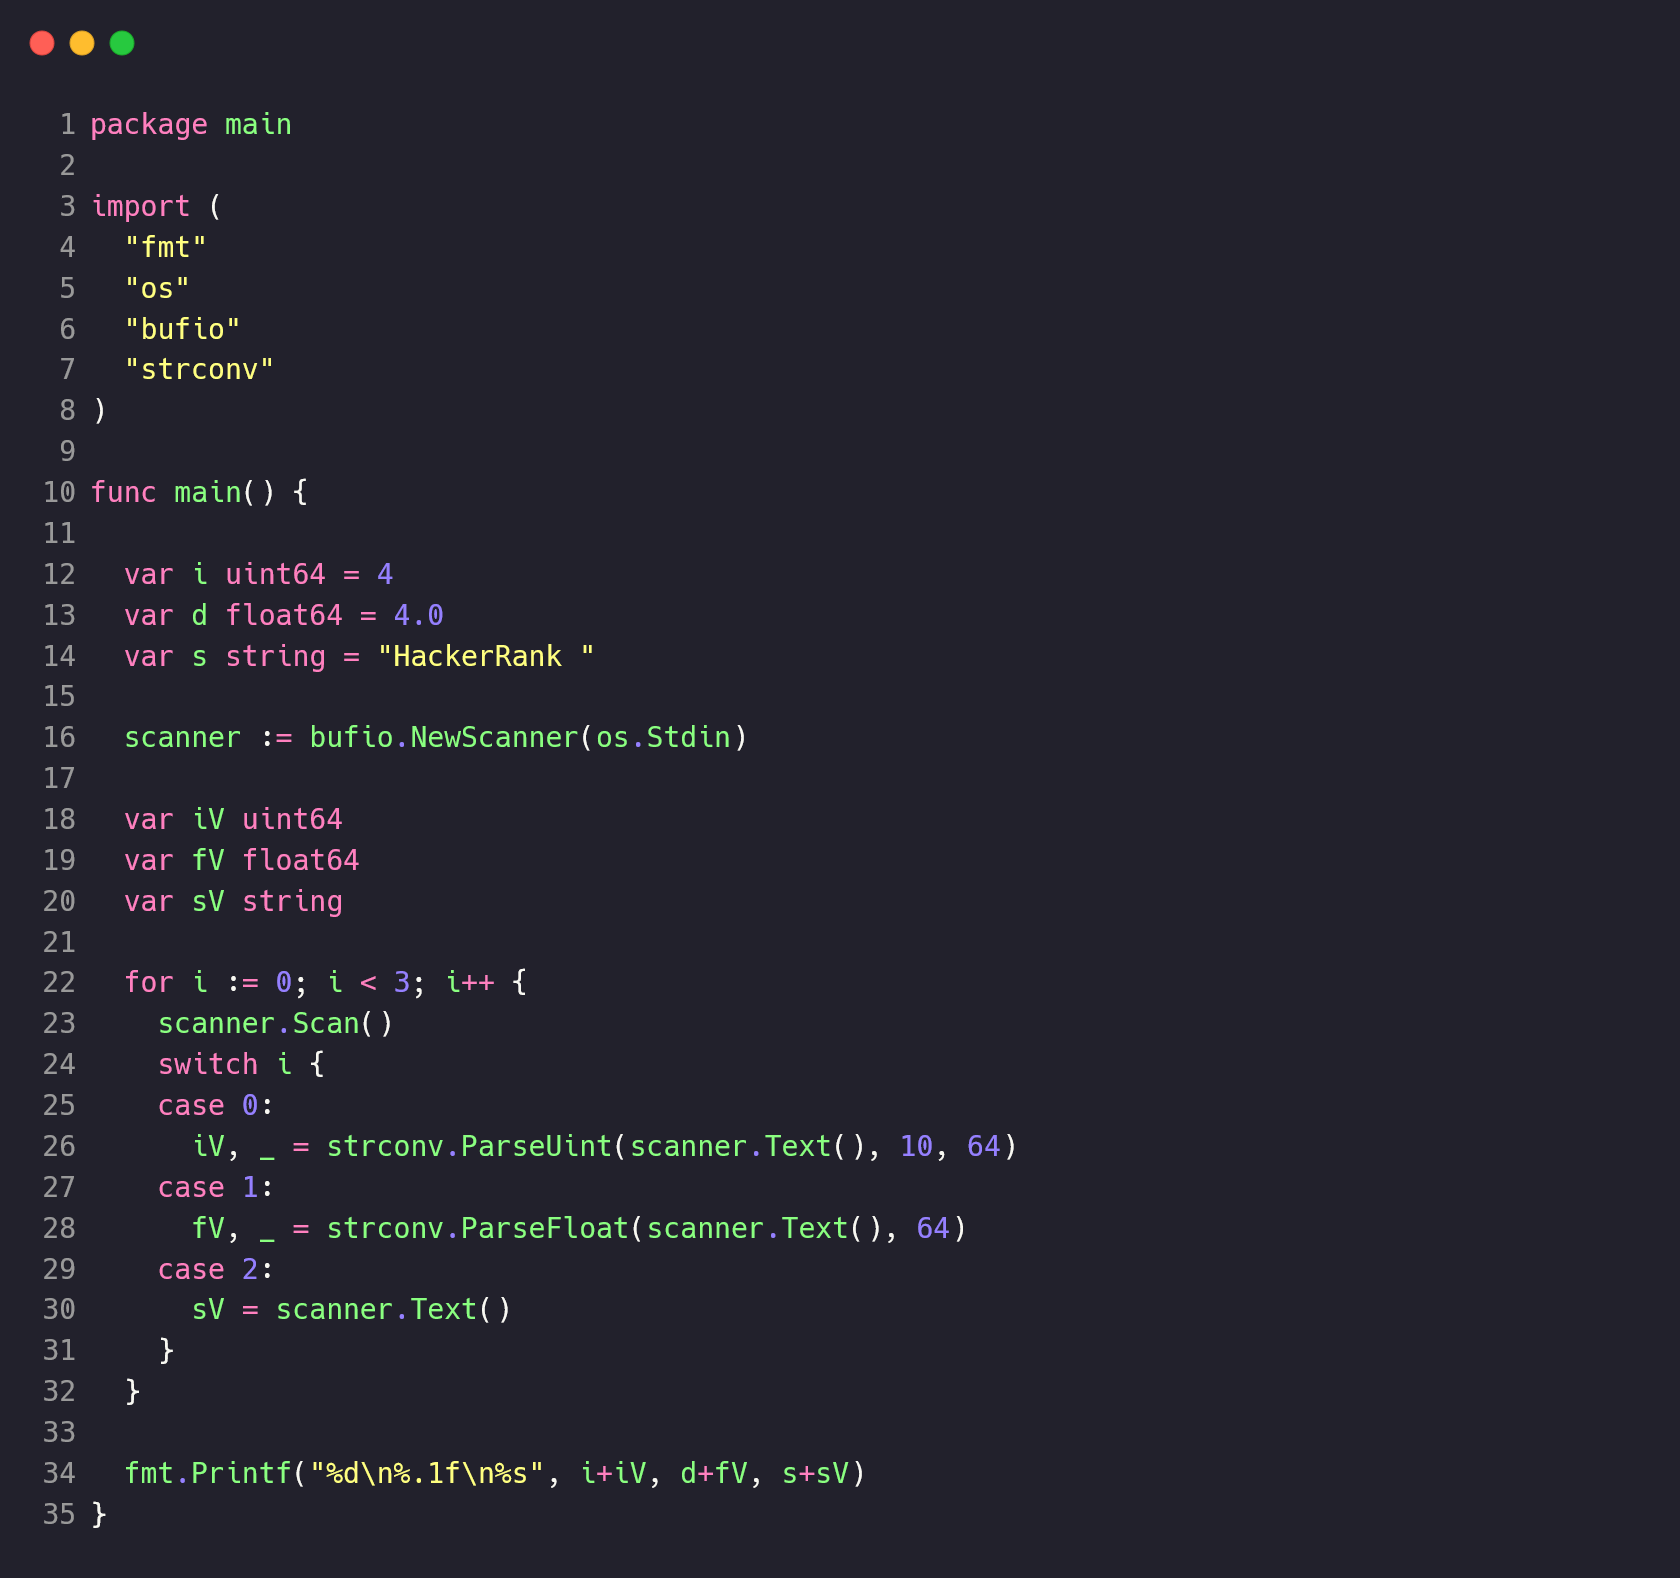 1 package main
2
3 import (
4   "fmt"
5   "os"
6   "bufio"
7   "strconv"
8 )
9
10 func main() {
11
12   var i uint64 = 4
13   var d float64 = 4.0
14   var s string = "HackerRank "
15
16   scanner := bufio.NewScanner(os.Stdin)
17
18   var iV uint64
19   var fV float64
20   var sV string
21
22   for i := 0; i < 3; i++ {
23     scanner.Scan()
24     switch i {
25     case 0:
26       iV, _ = strconv.ParseUint(scanner.Text(), 10, 64)
27     case 1:
28       fV, _ = strconv.ParseFloat(scanner.Text(), 64)
29     case 2:
30       sV = scanner.Text()
31     }
32   }
33
34   fmt.Printf("%d\n%.1f\n%s", i+iV, d+fV, s+sV)
35 }